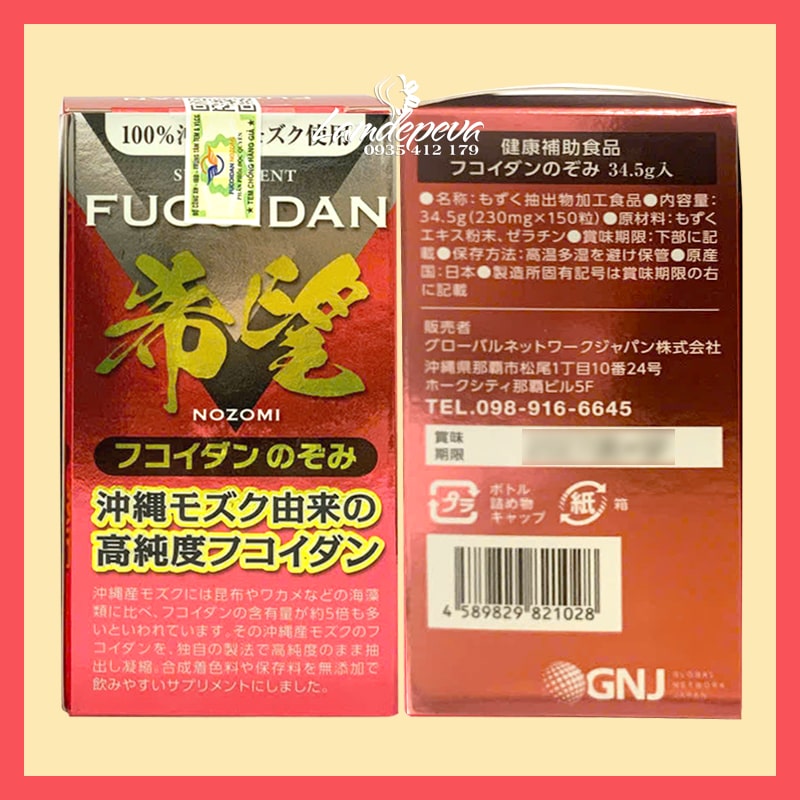 bumdepeva
0935 412 179
100%沖縄モズク使用
SUPPLEMENT
FUCOIDAN
TEM CHỐNG HÀNG GIẢ
FUCOIDAN NOZOMI
希望
NOZOMI
フコイダン のぞみ
沖縄モズク由来の
高純度フコイダン
沖縄産モズクには昆布やワカメなどの海藻
類に比べ、フコイダンの含有量が約5倍も多
いといわれています。その沖縄産モズクのフ
コイダンを、独自の製法で高純度のまま抽
出し凝縮。合成着色料や保存料を無添加で
飲みやすいサプリメントにしました。
健康補助食品
フコイダンのぞみ 34.5g入
●名称:もずく抽出物加工食品●内容量:
34.5g(230mg×150粒)●原材料:もずく
エキス粉末、ゼラチン●賞味期限:下部に記
載●保存方法:高温多湿を避け保管●原産
国:日本●製造所固有記号は賞味期限の右
に記載
販売者
グローバルネットワークジャパン株式会社
沖縄県那覇市松尾1丁目10番24号
ホークシティ那覇ビル5F
TEL.098-916-6645
賞味
期限
プラ
ボトル
詰め物
キャップ
紙
箱
4 589829 821028
GNJ
GLOBAL
NETWORK
JAPAN